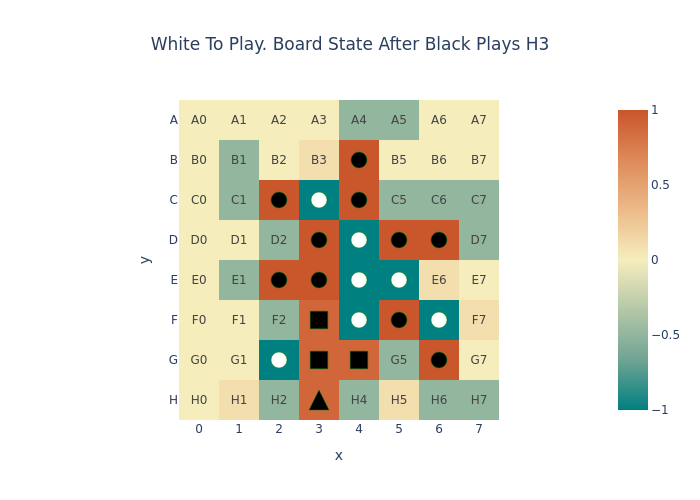 White To Play. Board State After Black Plays H3
A A0 A1 A2 A3 A4 A5 A6 A7
B B0 B1 B2 B3 B5 B6 B7
C C0 C1 C5 C6 C7
D D0 D1 D2 D7
E E0 E1 E6 E7
F F0 F1 F2 F7
G G0 G1 G5 G7
H H0 H1 H2 H4 H5 H6 H7
0 1 2 3 4 5 6 7
x
y
1
0.5
0
−0.5
−1